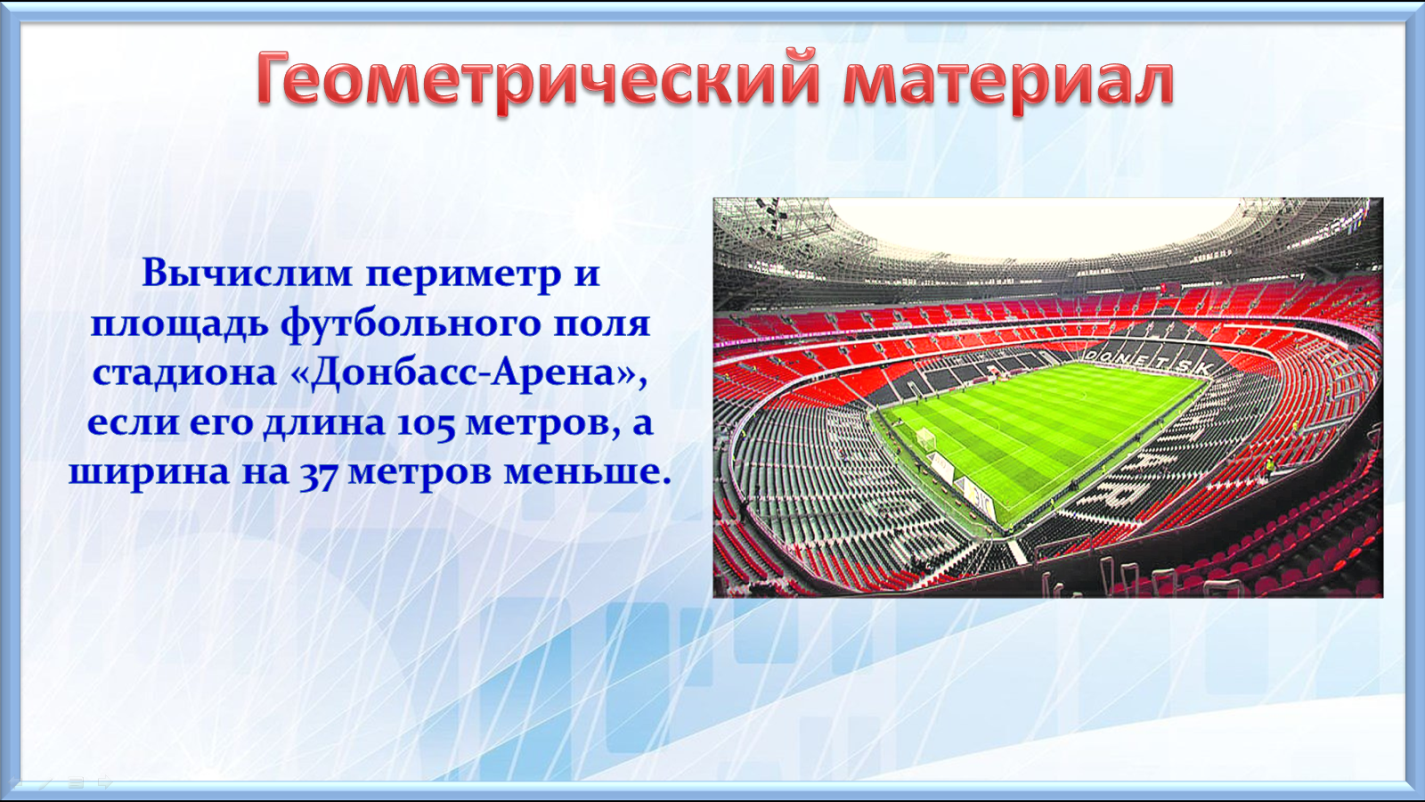 Геометрический материал
Вычислим периметр и
площадь футбольного поля
стадиона «Донбасс-Арена»,
если его длина 105 метров, а
ширина на 37 метров меньше.
DONETSK